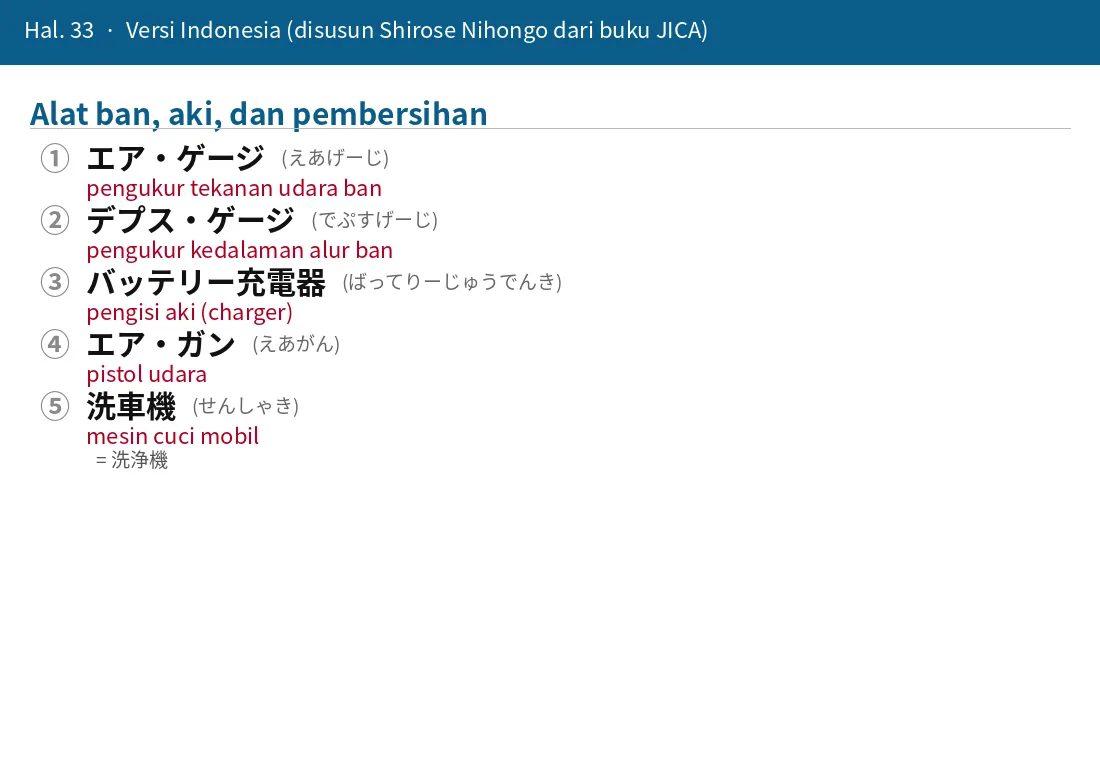 Hal. 33 · Versi Indonesia (disusun Shirose Nihongo dari buku JICA)
Alat ban, aki, dan pembersihan
① エア・ゲージ (えあげーじ)
pengukur tekanan udara ban
② デプス・ゲージ (でぷすげーじ)
pengukur kedalaman alur ban
③ バッテリー充電器 (ばってりーじゅうでんき)
pengisi aki (charger)
④ エア・ガン (えあがん)
pistol udara
⑤ 洗車機 (せんしゃき)
mesin cuci mobil
= 洗浄機